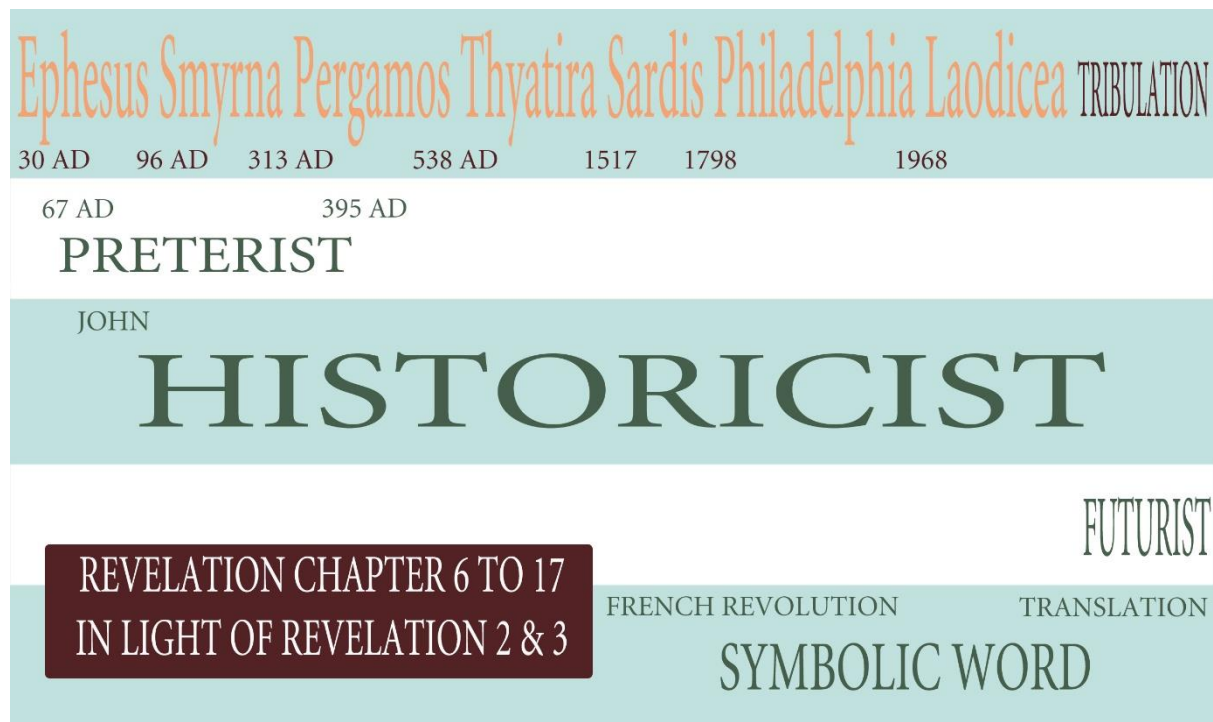 Ephesus Smyrna Pergamos Thyatira Sardis Philadelphia Laodicea TRIBULATION
30 AD 96 AD 313 AD 538 AD 1517 1798 1968
67 AD 395 AD
PRETERIST
JOHN
HISTORICIST
FUTURIST
REVELATION CHAPTER 6 TO 17
IN LIGHT OF REVELATION 2 & 3
FRENCH REVOLUTION TRANSLATION
SYMBOLIC WORD